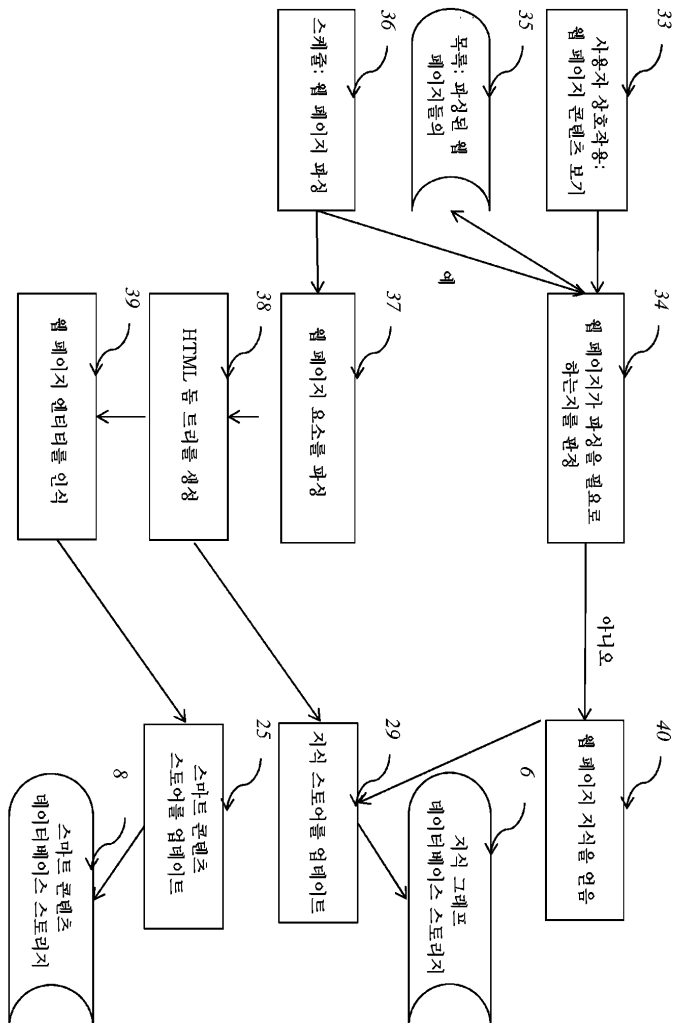 33
사용자 상호작용:
웹 페이지 콘텐츠 보기
34
웹 페이지가 파싱을 필요로
하는지를 판정
아니오
40
웹 페이지 지식을 얻음
35
목록: 파싱된 웹
페이지들의
예
6
지식 그래프
데이터베이스 스토리지
36
스케쥴: 웹 페이지 파싱
37
웹 페이지 요소를 파싱
29
지식 스토어를 업데이트
38
HTML 돔 트리를 생성
25
스마트 콘텐츠
스토어를 업데이트
39
웹 페이지 엔티티를 인식
8
스마트 콘텐츠
데이터베이스 스토리지